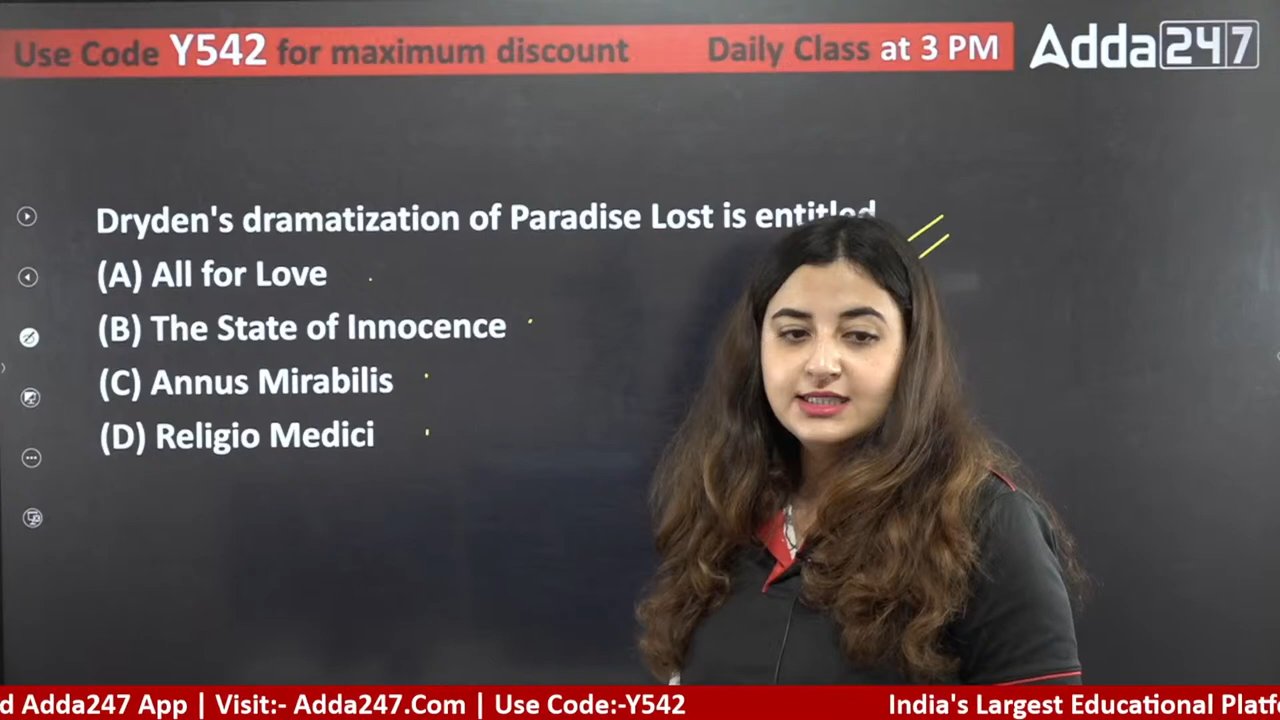 Use Code Y542 for maximum discount Daily Class at 3 PM Adda247
Dryden's dramatization of Paradise Lost is entitled
(A) All for Love
(B) The State of Innocence
(C) Annus Mirabilis
(D) Religio Medici
d Adda247 App | Visit:- Adda247.Com | Use Code:-Y542 India's Largest Educational Platf